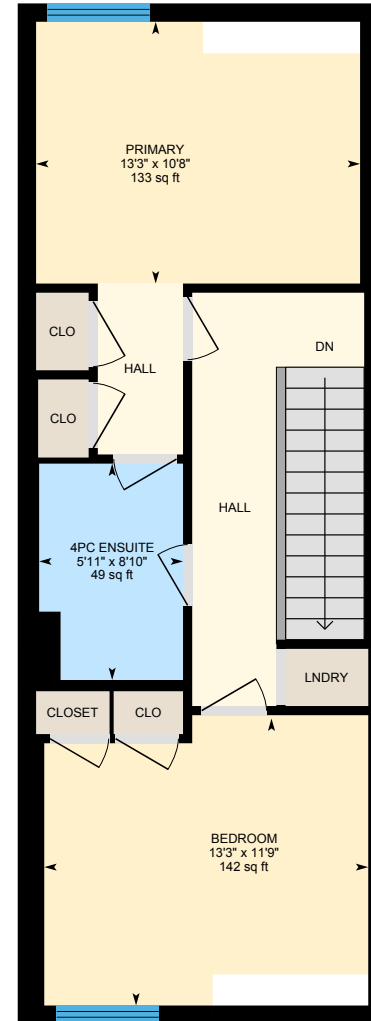 PRIMARY
13'3" x 10'8"
133 sq ft
CLO
HALL
DN
CLO
HALL
4PC ENSUITE
5'11" x 8'10"
49 sq ft
LNDRY
CLOSET
CLO
BEDROOM
13'3" x 11'9"
142 sq ft